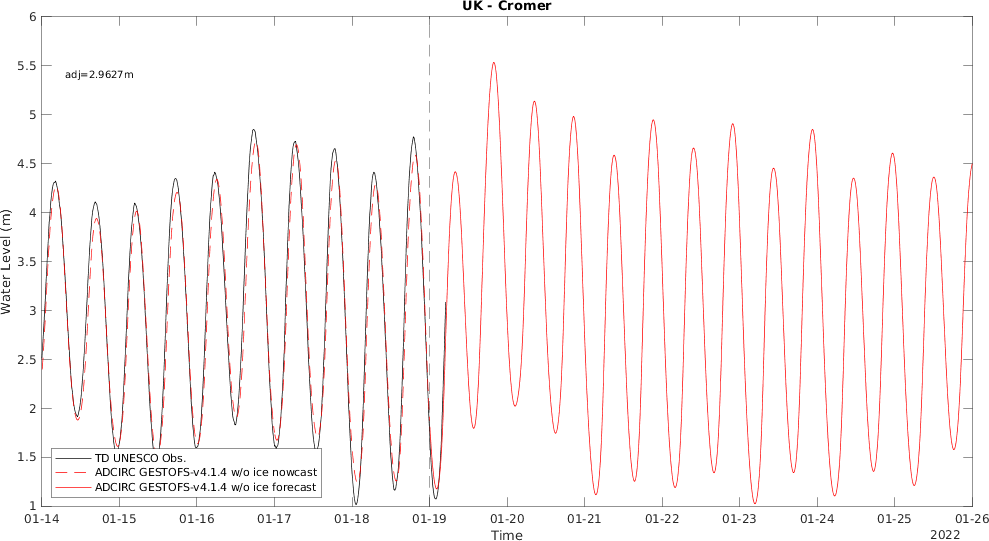 UK - Cromer
adj=2.9627m
Water Level (m)
6
5.5
5
4.5
4
3.5
3
2.5
2
1.5
1
TD UNESCO Obs.
ADCIRC GESTOFS-v4.1.4 w/o ice nowcast
ADCIRC GESTOFS-v4.1.4 w/o ice forecast
01-14 01-15 01-16 01-17 01-18 01-19 01-20 01-21 01-22 01-23 01-24 01-25 01-26
Time
2022